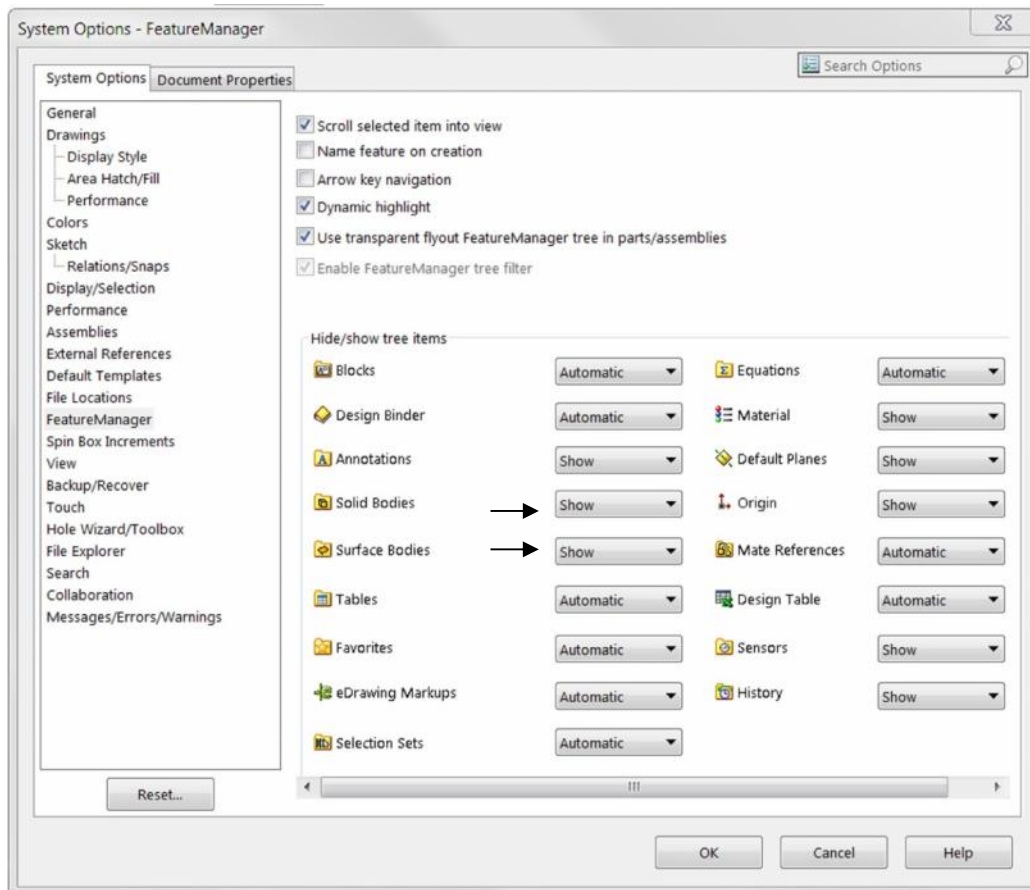 System Options - FeatureManager
Search Options
System Options Document Properties
General
Drawings
Display Style
Area Hatch/Fill
Performance
Colors
Sketch
Relations/Snaps
Display/Selection
Performance
Assemblies
External References
Default Templates
File Locations
FeatureManager
Spin Box Increments
View
Backup/Recover
Touch
Hole Wizard/Toolbox
File Explorer
Search
Collaboration
Messages/Errors/Warnings
Reset...
Scroll selected item into view
Name feature on creation
Arrow key navigation
Dynamic highlight
Use transparent flyout FeatureManager tree in parts/assemblies
Enable FeatureManager tree filter
Hide/show tree items
Blocks Automatic Equations Automatic
Design Binder Automatic Material Show
Annotations Show Default Planes Show
Solid Bodies Show Origin Show
Surface Bodies Show Mate References Automatic
Tables Automatic Design Table Automatic
Favorites Automatic Sensors Show
eDrawing Markups Automatic History Show
Selection Sets Automatic
OK Cancel Help